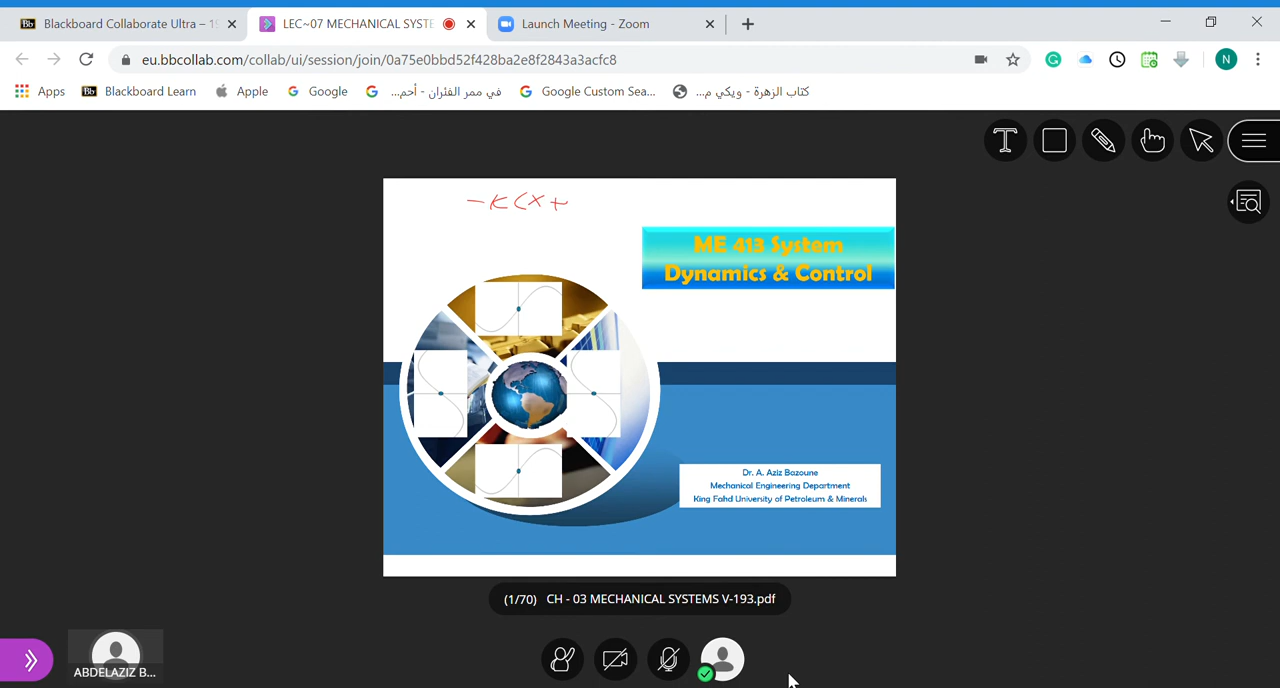 Blackboard Collaborate Ultra – 1
LEC~07 MECHANICAL SYSTE
Launch Meeting - Zoom
eu.bbcollab.com/collab/ui/session/join/0a75e0bbd52f428ba2e8f2843a3acfc8
N
Apps
Bb Blackboard Learn
Apple
Google
في ممر الفئران - أحم...
Google Custom Sea...
كتاب الزهرة - ويكي م...
-K(X+
ME 413 System
Dynamics & Control
Dr. A. Aziz Bazoune
Mechanical Engineering Department
King Fahd University of Petroleum & Minerals
(1/70) CH - 03 MECHANICAL SYSTEMS V-193.pdf
ABDELAZIZ B...